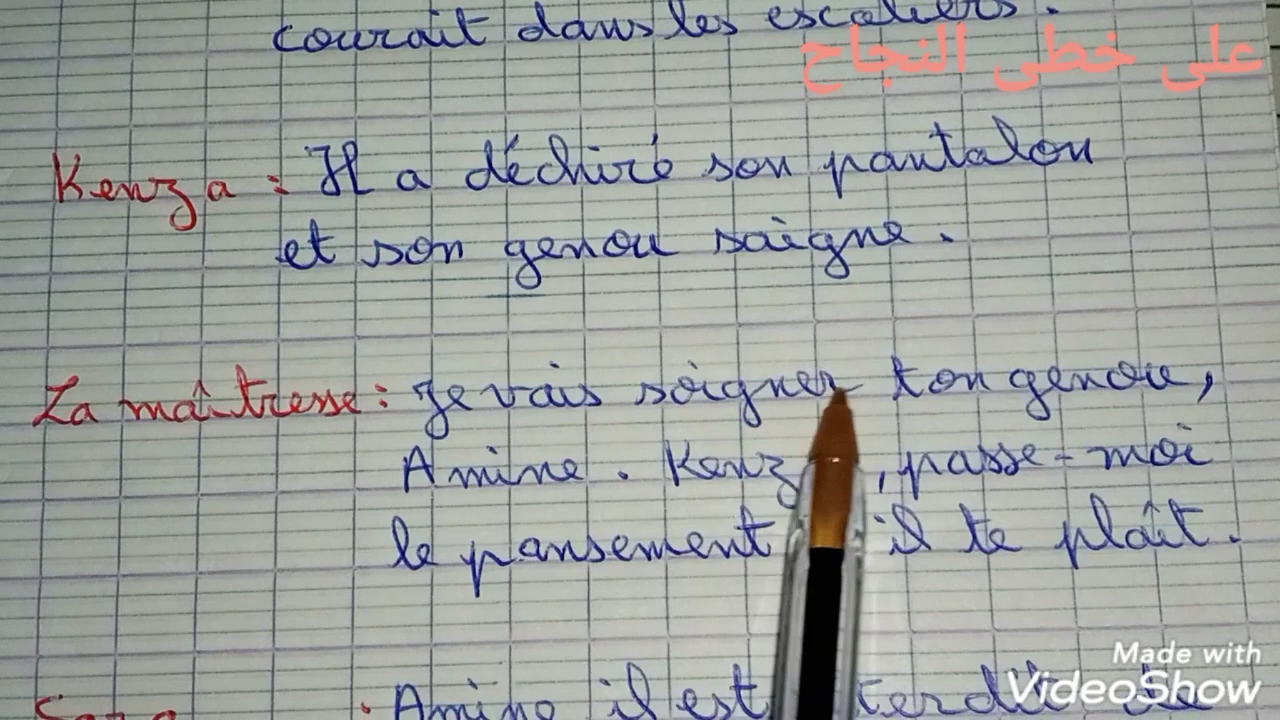 courait dans les escaliers.
على خطى النجاح
Kenza : Il a déchiré son pantalon
et son genou saigne.
La maîtresse : Je vais soigner ton genou,
Amine. Kenz , passe-moi
le pansement il te plaît.
: Amine il est
Made with
VideoShow